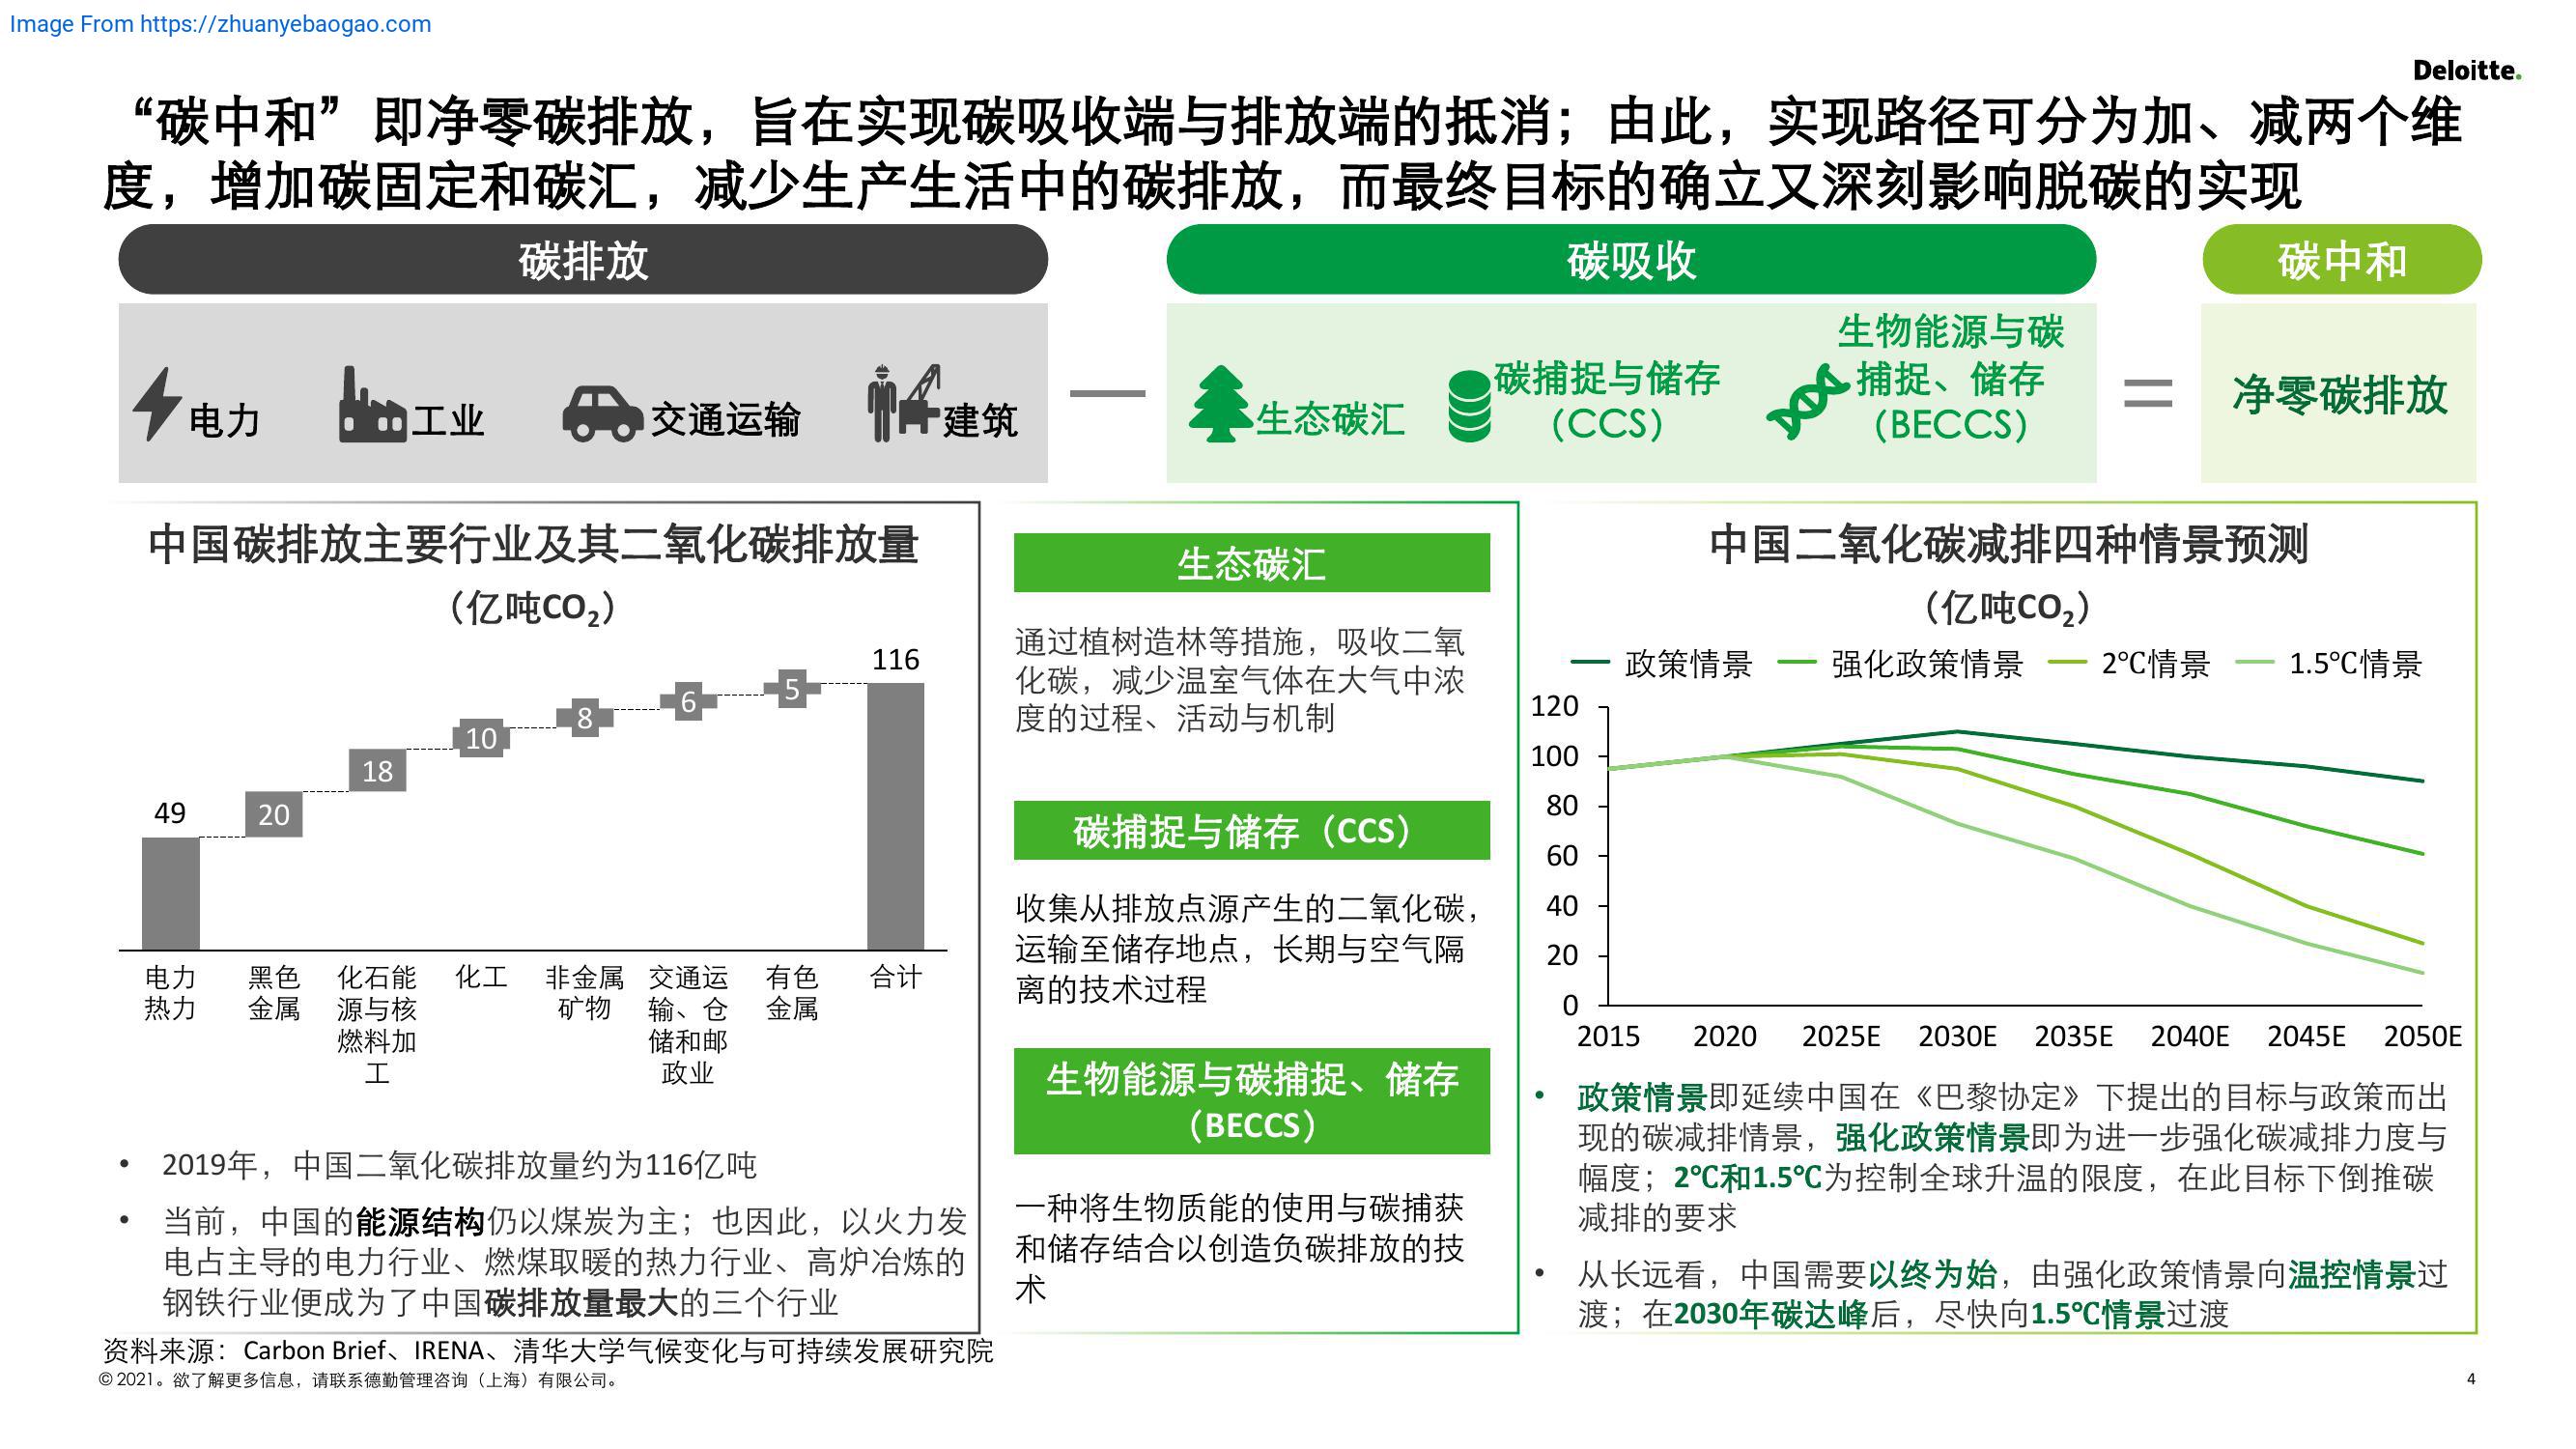 Image From https://zhuanyebaogao.com
Deloitte.
“碳中和”即净零碳排放，旨在实现碳吸收端与排放端的抵消；由此，实现路径可分为加、减两个维
度，增加碳固定和碳汇，减少生产生活中的碳排放，而最终目标的确立又深刻影响脱碳的实现
碳排放
电力
工业
交通运输
建筑
—
碳吸收
生态碳汇
碳捕捉与储存
（CCS）
生物能源与碳
捕捉、储存
（BECCS）
=
碳中和
净零碳排放
中国碳排放主要行业及其二氧化碳排放量
（亿吨CO₂）
49
20
18
10
8
6
5
116
电力
热力
黑色
金属
化石能
源与核
燃料加
工
化工
非金属
矿物
交通运
输、仓
储和邮
政业
有色
金属
合计
• 2019年，中国二氧化碳排放量约为116亿吨
• 当前，中国的能源结构仍以煤炭为主；也因此，以火力发
电占主导的电力行业、燃煤取暖的热力行业、高炉冶炼的
钢铁行业便成为了中国碳排放量最大的三个行业
生态碳汇
通过植树造林等措施，吸收二氧
化碳，减少温室气体在大气中浓
度的过程、活动与机制
碳捕捉与储存（CCS）
收集从排放点源产生的二氧化碳，
运输至储存地点，长期与空气隔
离的技术过程
生物能源与碳捕捉、储存
（BECCS）
一种将生物质能的使用与碳捕获
和储存结合以创造负碳排放的技
术
中国二氧化碳减排四种情景预测
（亿吨CO₂）
政策情景 强化政策情景 2℃情景 1.5℃情景
120
100
80
60
40
20
0
2015 2020 2025E 2030E 2035E 2040E 2045E 2050E
• 政策情景即延续中国在《巴黎协定》下提出的目标与政策而出
现的碳减排情景，强化政策情景即为进一步强化碳减排力度与
幅度；2℃和1.5℃为控制全球升温的限度，在此目标下倒推碳
减排的要求
• 从长远看，中国需要以终为始，由强化政策情景向温控情景过
渡；在2030年碳达峰后，尽快向1.5℃情景过渡
资料来源：Carbon Brief、IRENA、清华大学气候变化与可持续发展研究院
© 2021。欲了解更多信息，请联系德勤管理咨询（上海）有限公司。
4